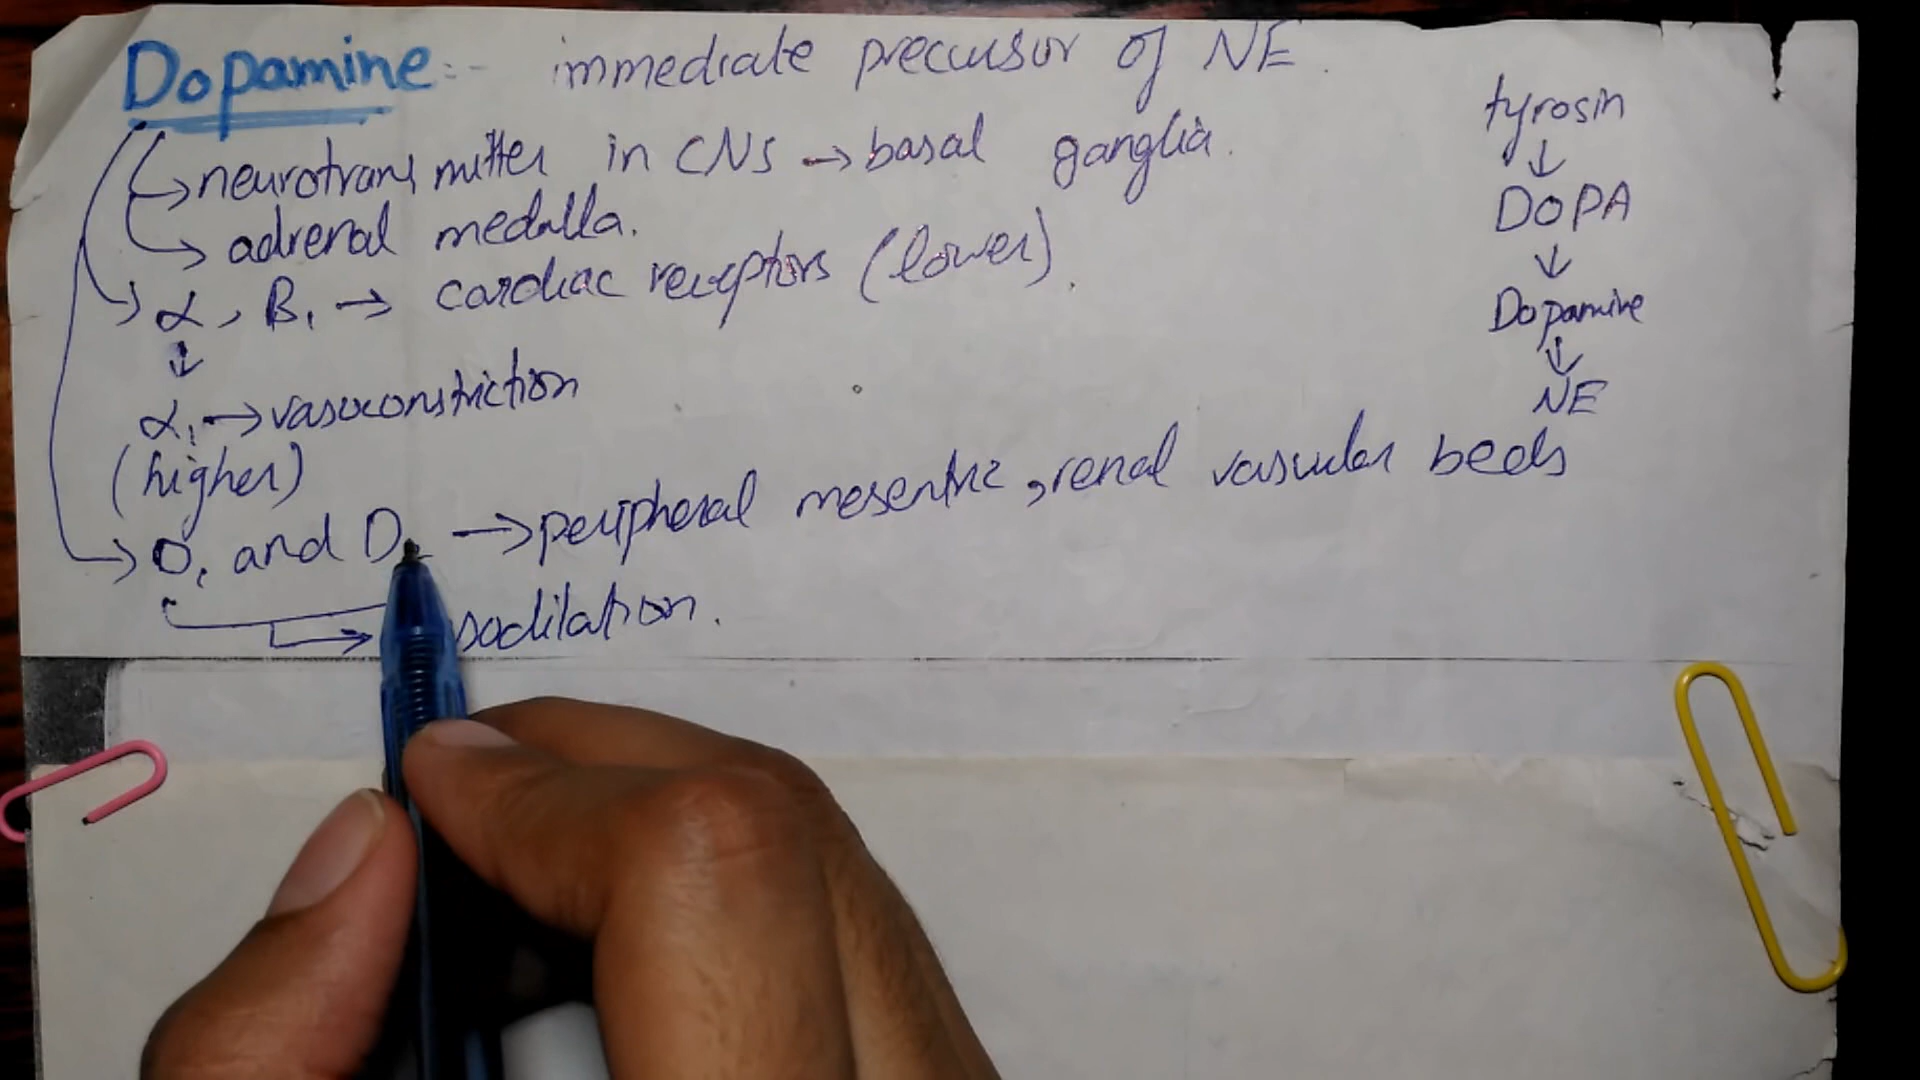 Dopamine:- immediate precursor of NE.
neurotransmitter in CNS → basal ganglia.
adrenal medulla.
α, B₁ → cardiac receptors (lower).
↓
α₁ → vasoconstriction
(higher)
D₁ and D₂ → peripheral mesentric, renal vascular beds
sodilation.
tyrosin
↓
DOPA
↓
Dopamine
↓
NE